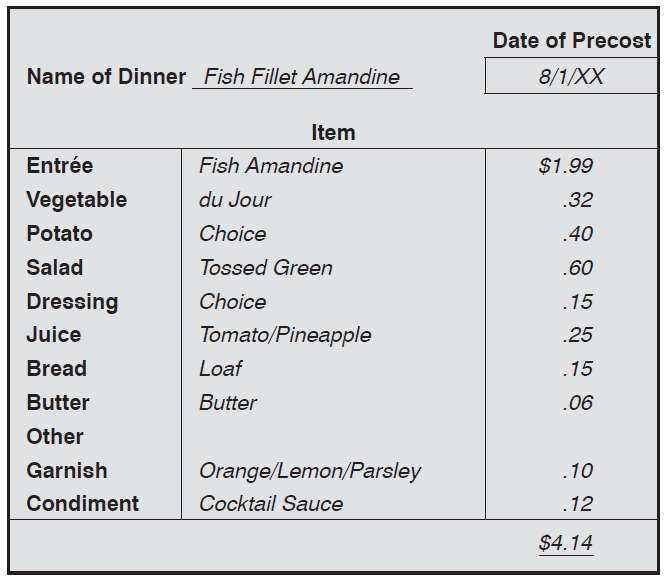 Date of Precost
Name of Dinner Fish Fillet Amandine 8/1/XX
Item
Entrée Fish Amandine $1.99
Vegetable du Jour .32
Potato Choice .40
Salad Tossed Green .60
Dressing Choice .15
Juice Tomato/Pineapple .25
Bread Loaf .15
Butter Butter .06
Other
Garnish Orange/Lemon/Parsley .10
Condiment Cocktail Sauce .12
$4.14